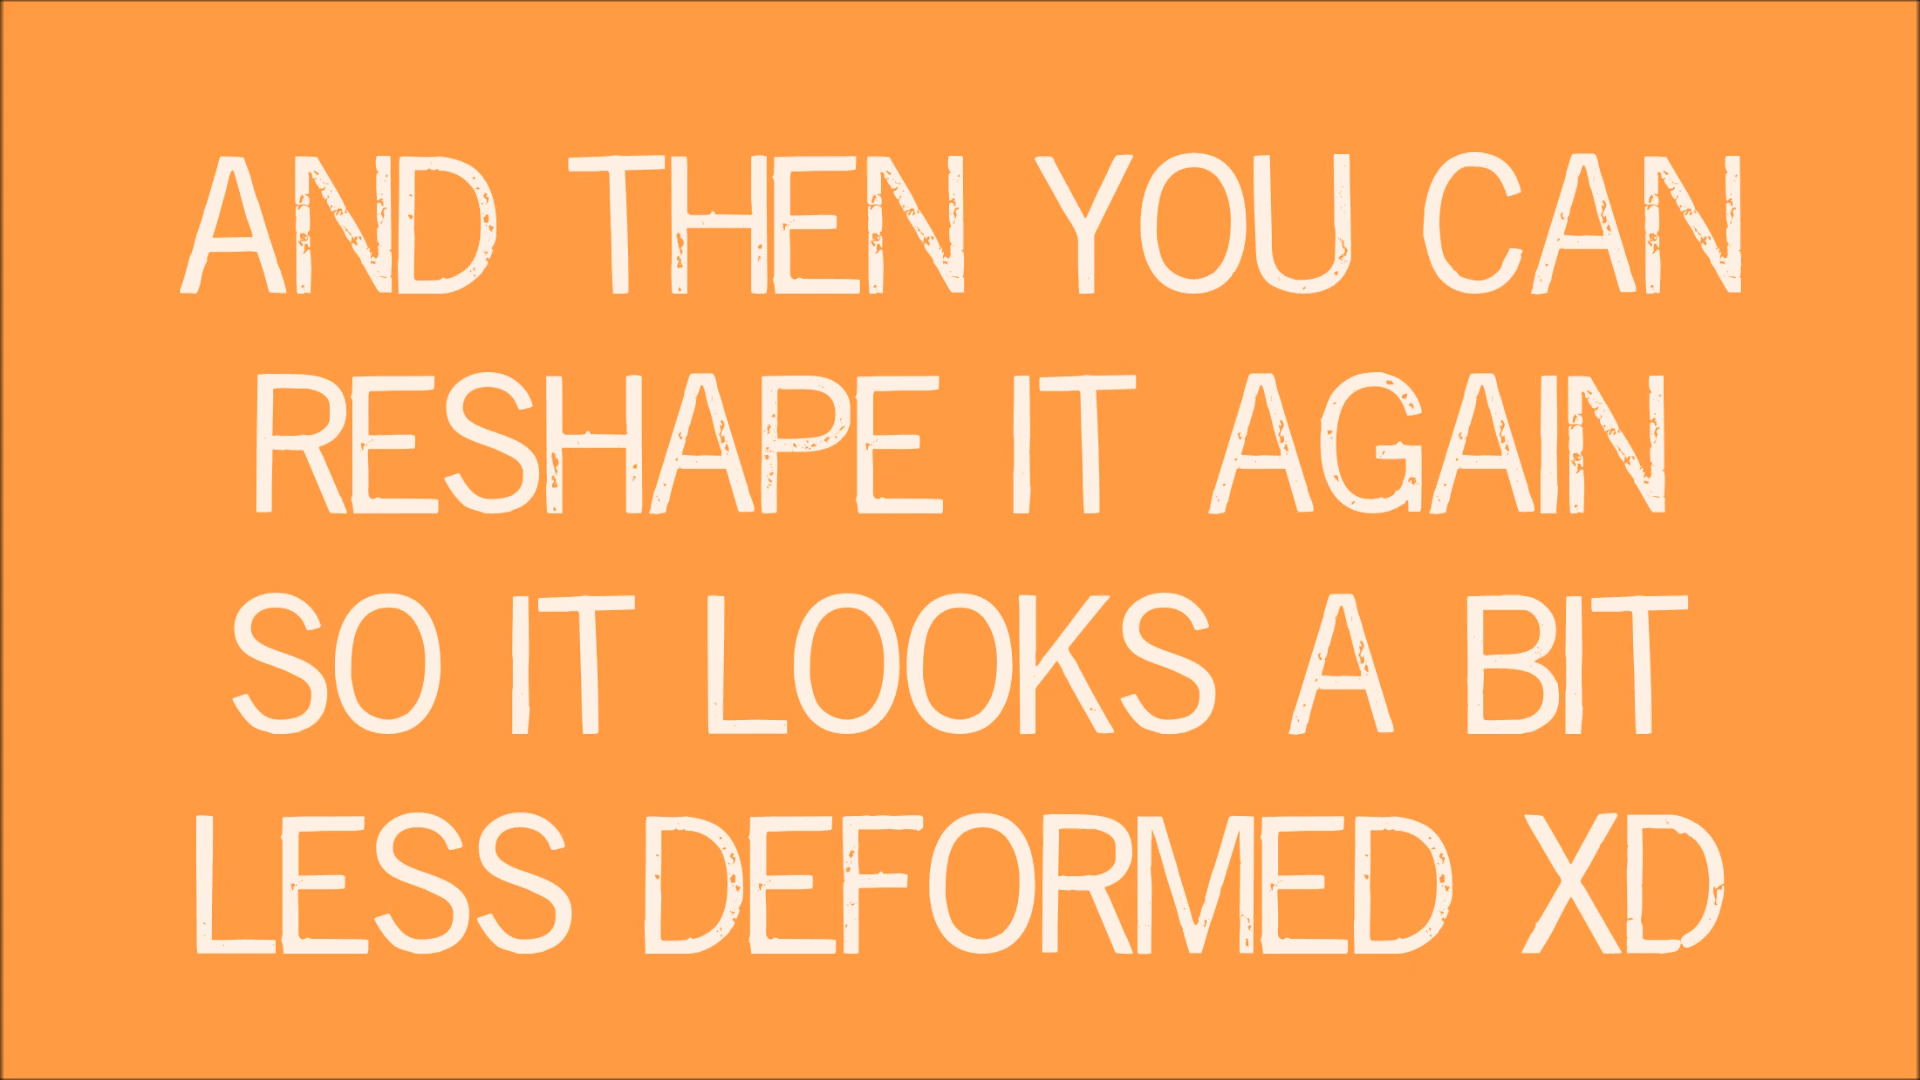 AND THEN YOU CAN
RESHAPE IT AGAIN
SO IT LOOKS A BIT
LESS DEFORMED XD